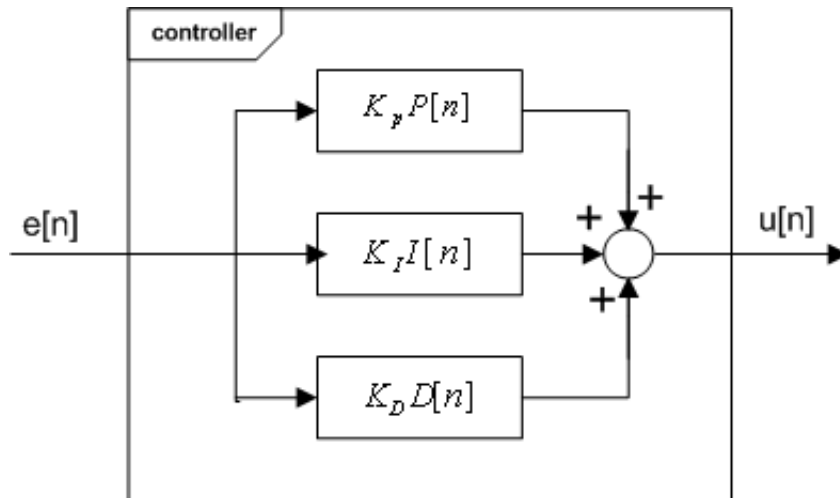 controller
K_p P[n]
+
e[n]
+
u[n]
K_I I[n]
+
K_D D[n]